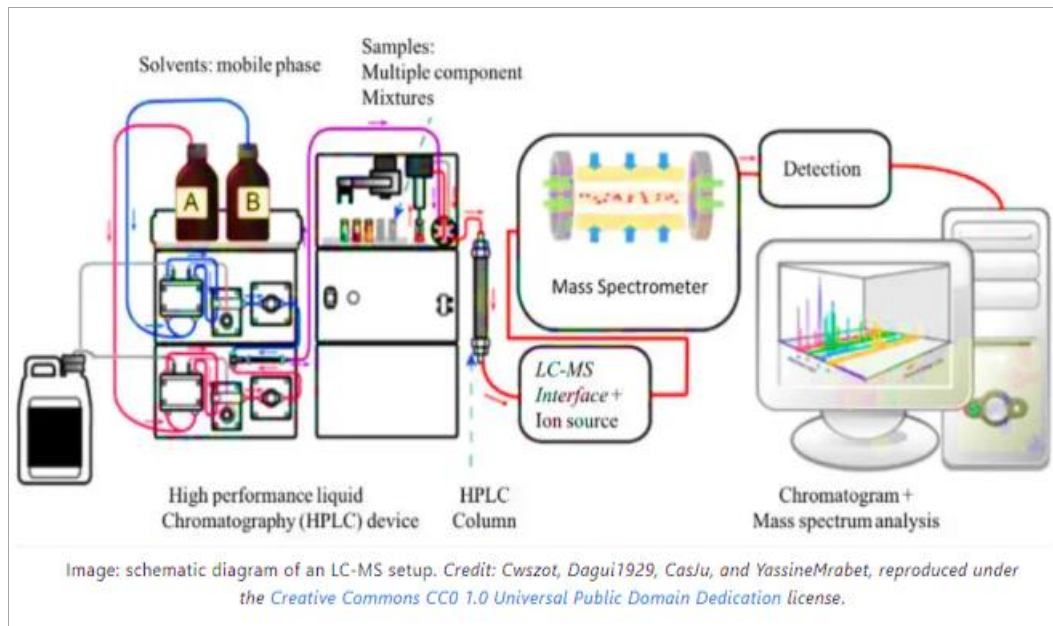 Solvents: mobile phase
Samples:
Multiple component
Mixtures
A
B
Mass Spectrometer
Detection
LC-MS
Interface +
Ion source
High performance liquid
Chromatography (HPLC) device
HPLC
Column
Chromatogram +
Mass spectrum analysis
Image: schematic diagram of an LC-MS setup. Credit: Cwszot, Dagui1929, CasJu, and YassineMrabet, reproduced under
the Creative Commons CC0 1.0 Universal Public Domain Dedication license.